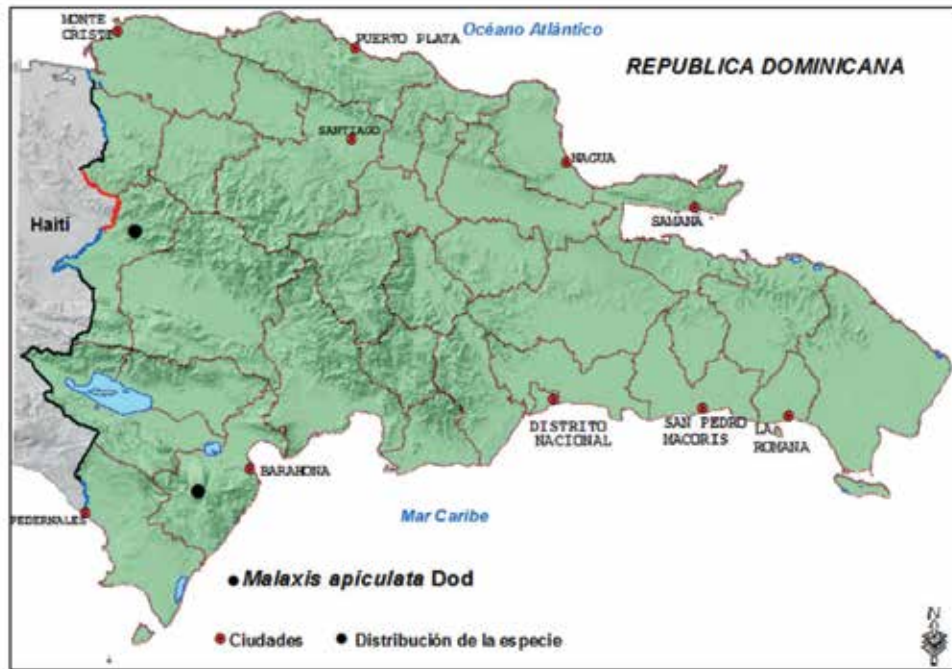 MONTE
CRISTI
PUERTO PLATA
Océano Atlántico
REPUBLICA DOMINICANA
SANTIAGO
NAGUA
SAMANA
Haití
DISTRITO
NACIONAL
SAN PEDRO
MACORIS
LA
ROMANA
BARAHONA
PEDERNALES
Mar Caribe
Malaxis apiculata Dod
Ciudades
Distribución de la especie
N